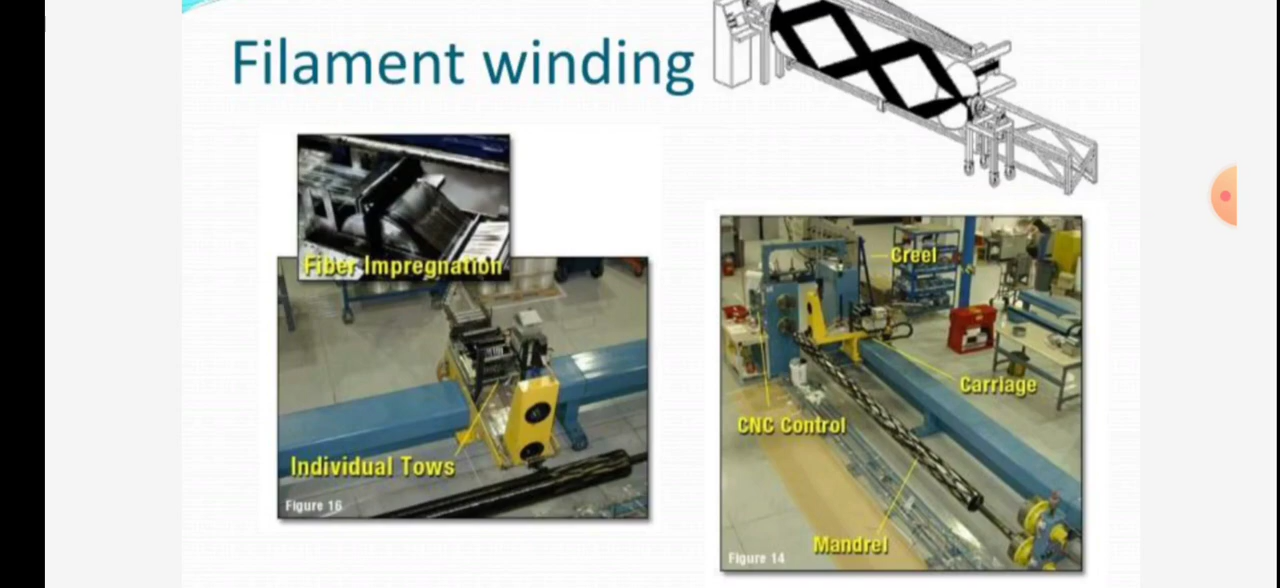 Filament winding
Fiber Impregnation
Individual Tows
Figure 16
Creel
Carriage
CNC Control
Mandrel
Figure 14